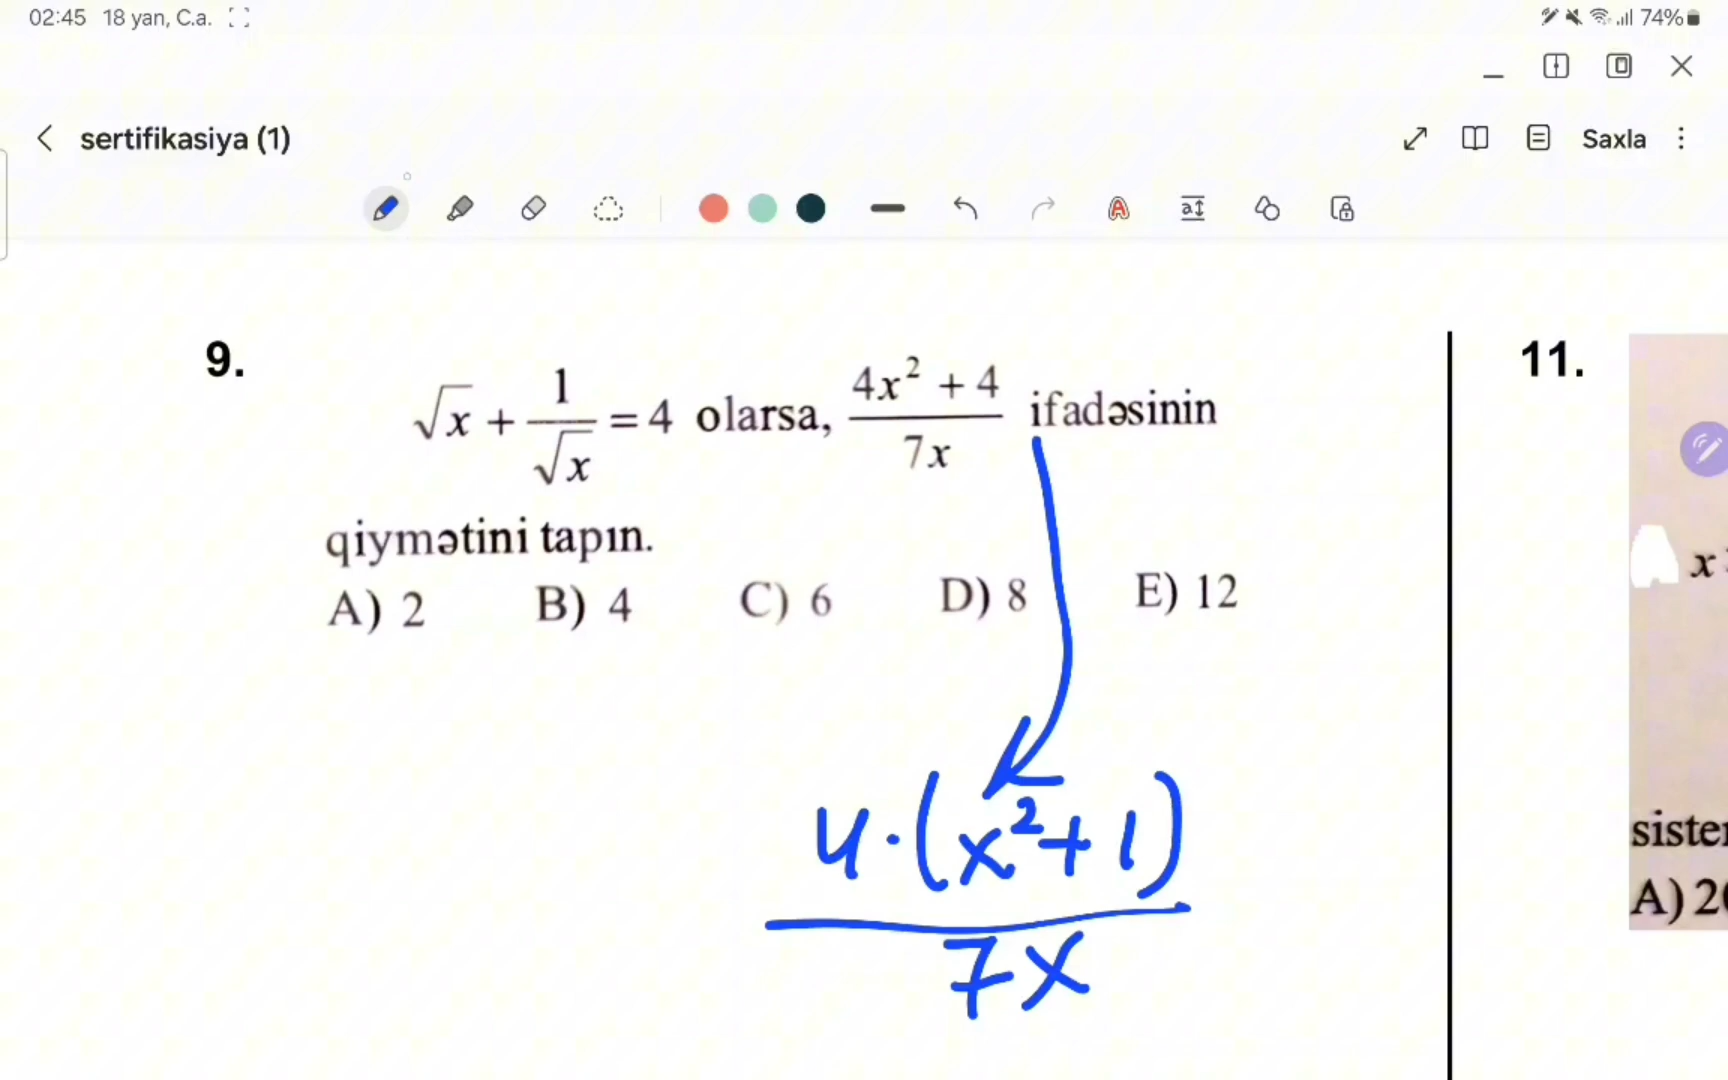 02:45 18 yan, C.a. 74%
sertifikasiya (1) Saxla
9. √x + 1/√x = 4 olarsa, (4x² + 4)/(7x) ifadəsinin
qiymətini tapın.
A) 2 B) 4 C) 6 D) 8 E) 12
4·(x²+1)
7x
11.
x
A) 2